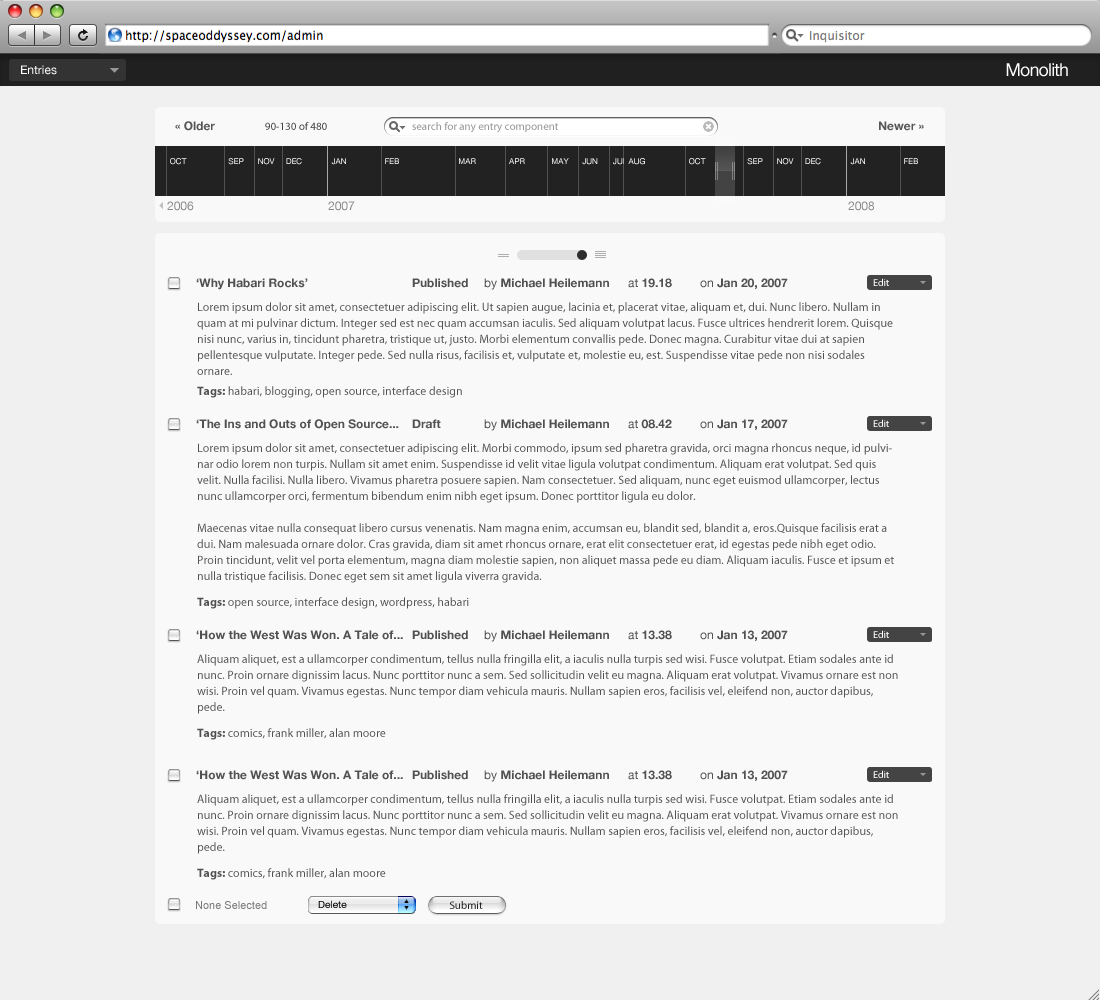 http://spaceoddyssey.com/admin
Inquisitor
Entries
Monolith
« Older
90-130 of 480
search for any entry component
Newer »
OCT SEP NOV DEC JAN FEB MAR APR MAY JUN JUL AUG OCT SEP NOV DEC JAN FEB
2006 2007 2008
‘Why Habari Rocks’ Published by Michael Heilemann at 19.18 on Jan 20, 2007 Edit
Lorem ipsum dolor sit amet, consectetuer adipiscing elit. Ut sapien augue, lacinia et, placerat vitae, aliquam et, dui. Nunc libero. Nullam in
quam at mi pulvinar dictum. Integer sed est nec quam accumsan iaculis. Sed aliquam volutpat lacus. Fusce ultrices hendrerit lorem. Quisque
nisi nunc, varius in, tincidunt pharetra, tristique ut, justo. Morbi elementum convallis pede. Donec magna. Curabitur vitae dui at sapien
pellentesque vulputate. Integer pede. Sed nulla risus, facilisis et, vulputate et, molestie eu, est. Suspendisse vitae pede non nisi sodales
ornare.
Tags: habari, blogging, open source, interface design
‘The Ins and Outs of Open Source... Draft by Michael Heilemann at 08.42 on Jan 17, 2007 Edit
Lorem ipsum dolor sit amet, consectetuer adipiscing elit. Morbi commodo, ipsum sed pharetra gravida, orci magna rhoncus neque, id pulvi-
nar odio lorem non turpis. Nullam sit amet enim. Suspendisse id velit vitae ligula volutpat condimentum. Aliquam erat volutpat. Sed quis
velit. Nulla facilisi. Nulla libero. Vivamus pharetra posuere sapien. Nam consectetuer. Sed aliquam, nunc eget euismod ullamcorper, lectus
nunc ullamcorper orci, fermentum bibendum enim nibh eget ipsum. Donec porttitor ligula eu dolor.
Maecenas vitae nulla consequat libero cursus venenatis. Nam magna enim, accumsan eu, blandit sed, blandit a, eros.Quisque facilisis erat a
dui. Nam malesuada ornare dolor. Cras gravida, diam sit amet rhoncus ornare, erat elit consectetuer erat, id egestas pede nibh eget odio.
Proin tincidunt, velit vel porta elementum, magna diam molestie sapien, non aliquet massa pede eu diam. Aliquam iaculis. Fusce et ipsum et
nulla tristique facilisis. Donec eget sem sit amet ligula viverra gravida.
Tags: open source, interface design, wordpress, habari
‘How the West Was Won. A Tale of... Published by Michael Heilemann at 13.38 on Jan 13, 2007 Edit
Aliquam aliquet, est a ullamcorper condimentum, tellus nulla fringilla elit, a iaculis nulla turpis sed wisi. Fusce volutpat. Etiam sodales ante id
nunc. Proin ornare dignissim lacus. Nunc porttitor nunc a sem. Sed sollicitudin velit eu magna. Aliquam erat volutpat. Vivamus ornare est non
wisi. Proin vel quam. Vivamus egestas. Nunc tempor diam vehicula mauris. Nullam sapien eros, facilisis vel, eleifend non, auctor dapibus,
pede.
Tags: comics, frank miller, alan moore
‘How the West Was Won. A Tale of... Published by Michael Heilemann at 13.38 on Jan 13, 2007 Edit
Aliquam aliquet, est a ullamcorper condimentum, tellus nulla fringilla elit, a iaculis nulla turpis sed wisi. Fusce volutpat. Etiam sodales ante id
nunc. Proin ornare dignissim lacus. Nunc porttitor nunc a sem. Sed sollicitudin velit eu magna. Aliquam erat volutpat. Vivamus ornare est non
wisi. Proin vel quam. Vivamus egestas. Nunc tempor diam vehicula mauris. Nullam sapien eros, facilisis vel, eleifend non, auctor dapibus,
pede.
Tags: comics, frank miller, alan moore
None Selected Delete Submit